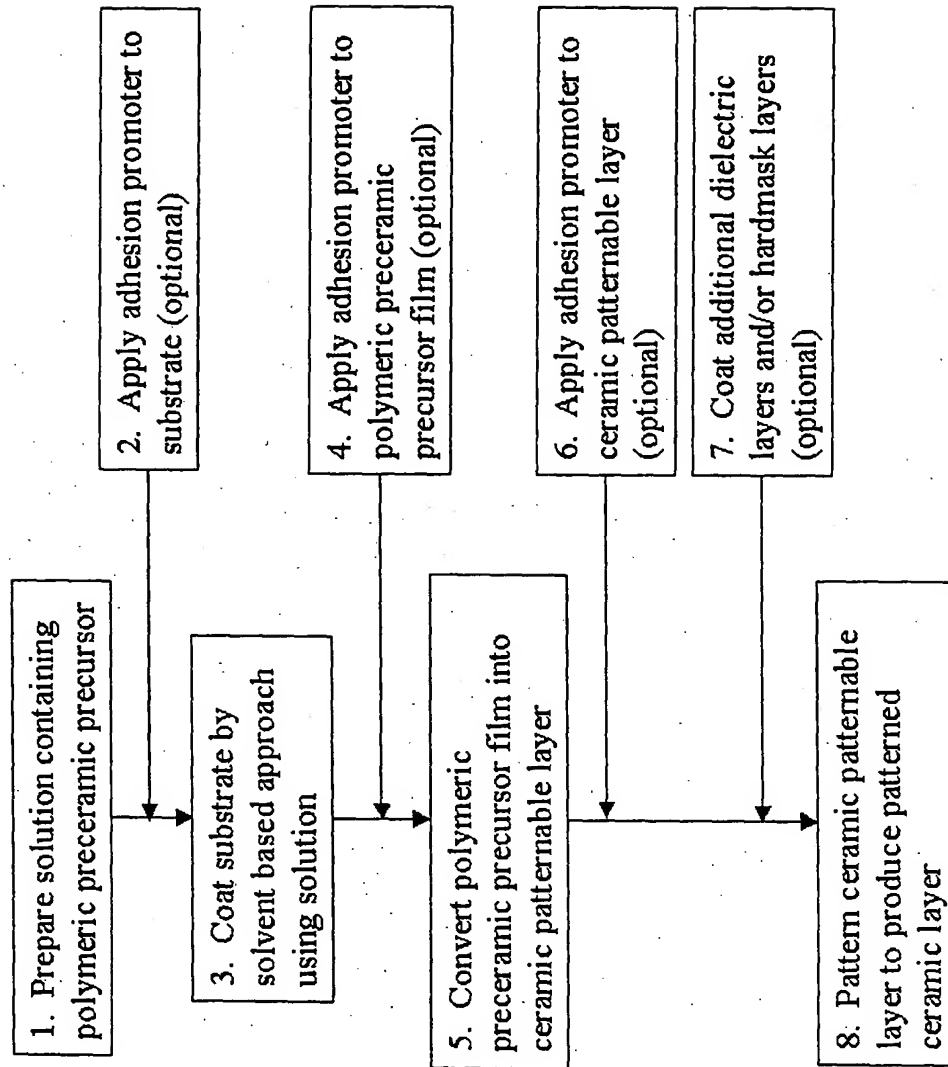 1. Prepare solution containing
polymeric preceramic precursor
2. Apply adhesion promoter to
substrate (optional)
3. Coat substrate by
solvent based approach
using solution
4. Apply adhesion promoter to
polymeric preceramic
precursor film (optional)
5. Convert polymeric
preceramic precursor film into
ceramic patternable layer
6. Apply adhesion promoter to
ceramic patternable layer
(optional)
7. Coat additional dielectric
layers and/or hardmask layers
(optional)
8. Pattern ceramic patternable
layer to produce patterned
ceramic layer